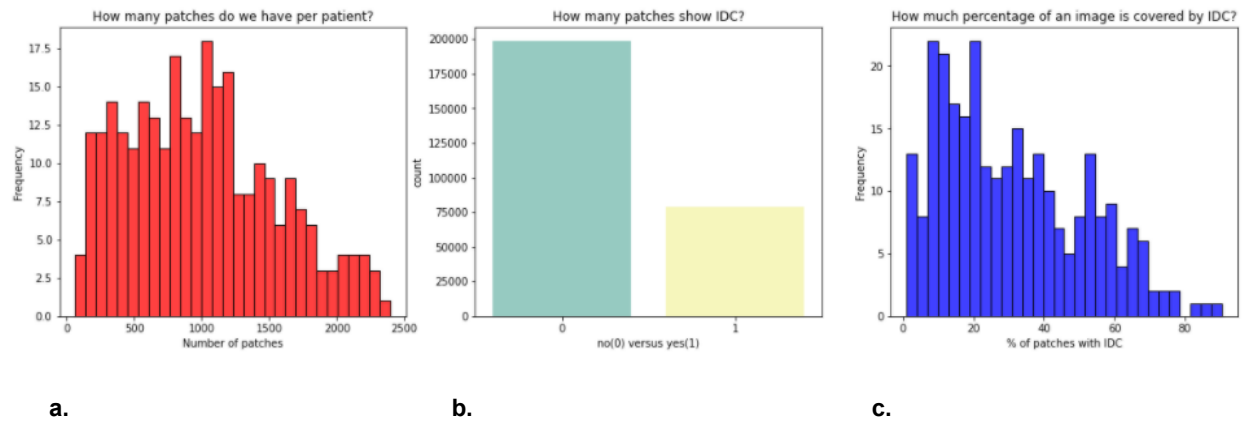 How many patches do we have per patient?
17.5
15.0
12.5
10.0
7.5
5.0
2.5
0.0
Frequency
0 500 1000 1500 2000 2500
Number of patches
How many patches show IDC?
200000
175000
150000
125000
100000
75000
50000
25000
0
count
0 1
no(0) versus yes(1)
How much percentage of an image is covered by IDC?
20
15
10
5
0
Frequency
0 20 40 60 80
% of patches with IDC
a. b. c.